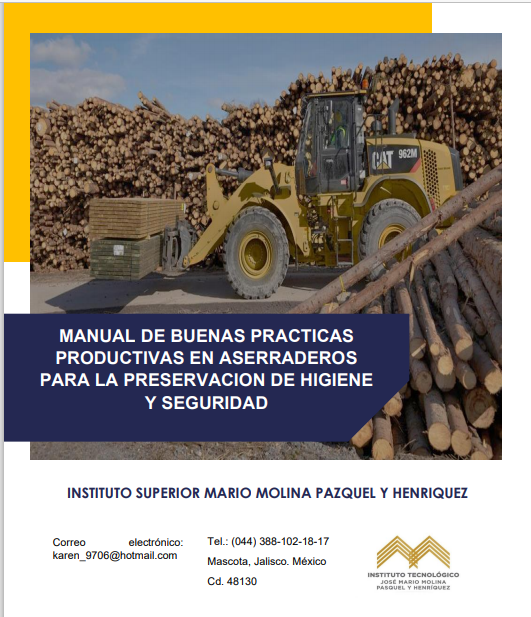 CAT 962M
MANUAL DE BUENAS PRACTICAS
PRODUCTIVAS EN ASERRADEROS
PARA LA PRESERVACION DE HIGIENE
Y SEGURIDAD
INSTITUTO SUPERIOR MARIO MOLINA PAZQUEL Y HENRIQUEZ
Correo electrónico:
karen_9706@hotmail.com
Tel.: (044) 388-102-18-17
Mascota, Jalisco. México
Cd. 48130
INSTITUTO TECNOLÓGICO
JOSÉ MARIO MOLINA
PASQUEL Y HENRÍQUEZ